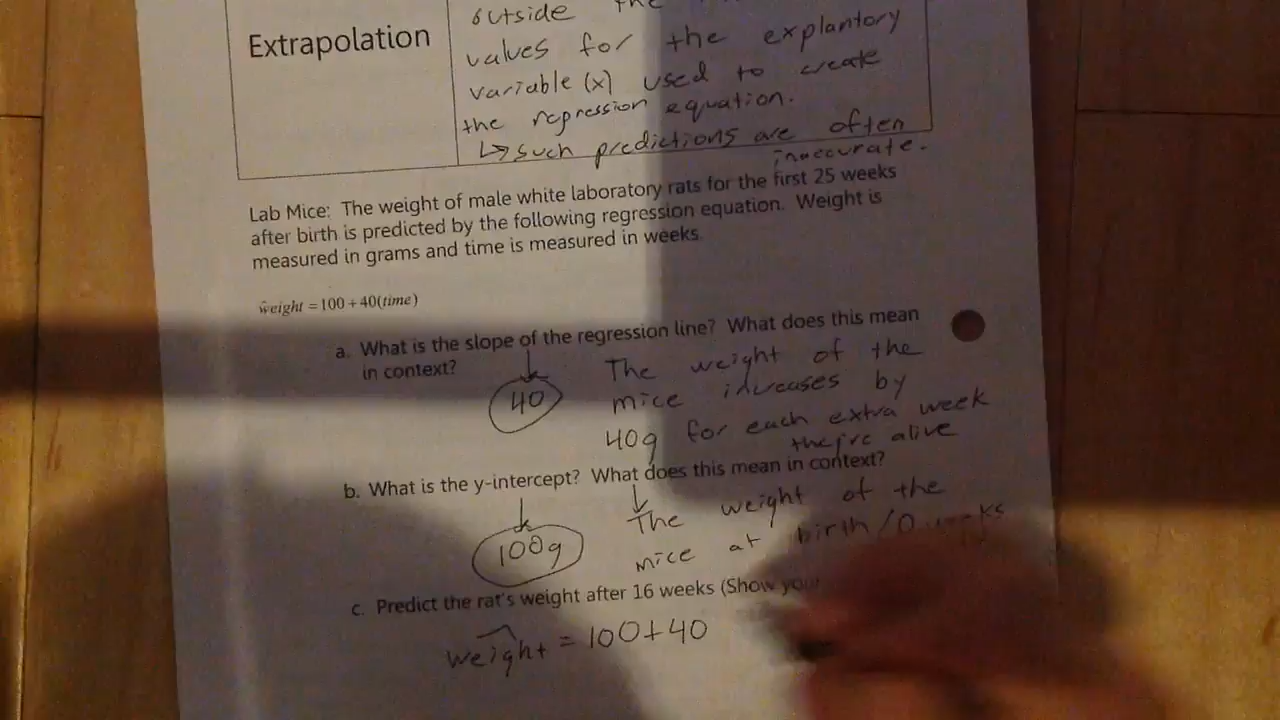 outside the
Extrapolation
values for the explantory
variable (x) used to create
the regression equation.
↳ such predictions are often
inaccurate.
Lab Mice: The weight of male white laboratory rats for the first 25 weeks
after birth is predicted by the following regression equation. Weight is
measured in grams and time is measured in weeks.
weight = 100 + 40(time)
a. What is the slope of the regression line? What does this mean
in context?
40
The weight of the
mice increases by
40g for each extra week
they're alive
b. What is the y-intercept? What does this mean in context?
100g
The weight of the
mice at birth/0 weeks
c. Predict the rat's weight after 16 weeks (Show your
weight = 100+40